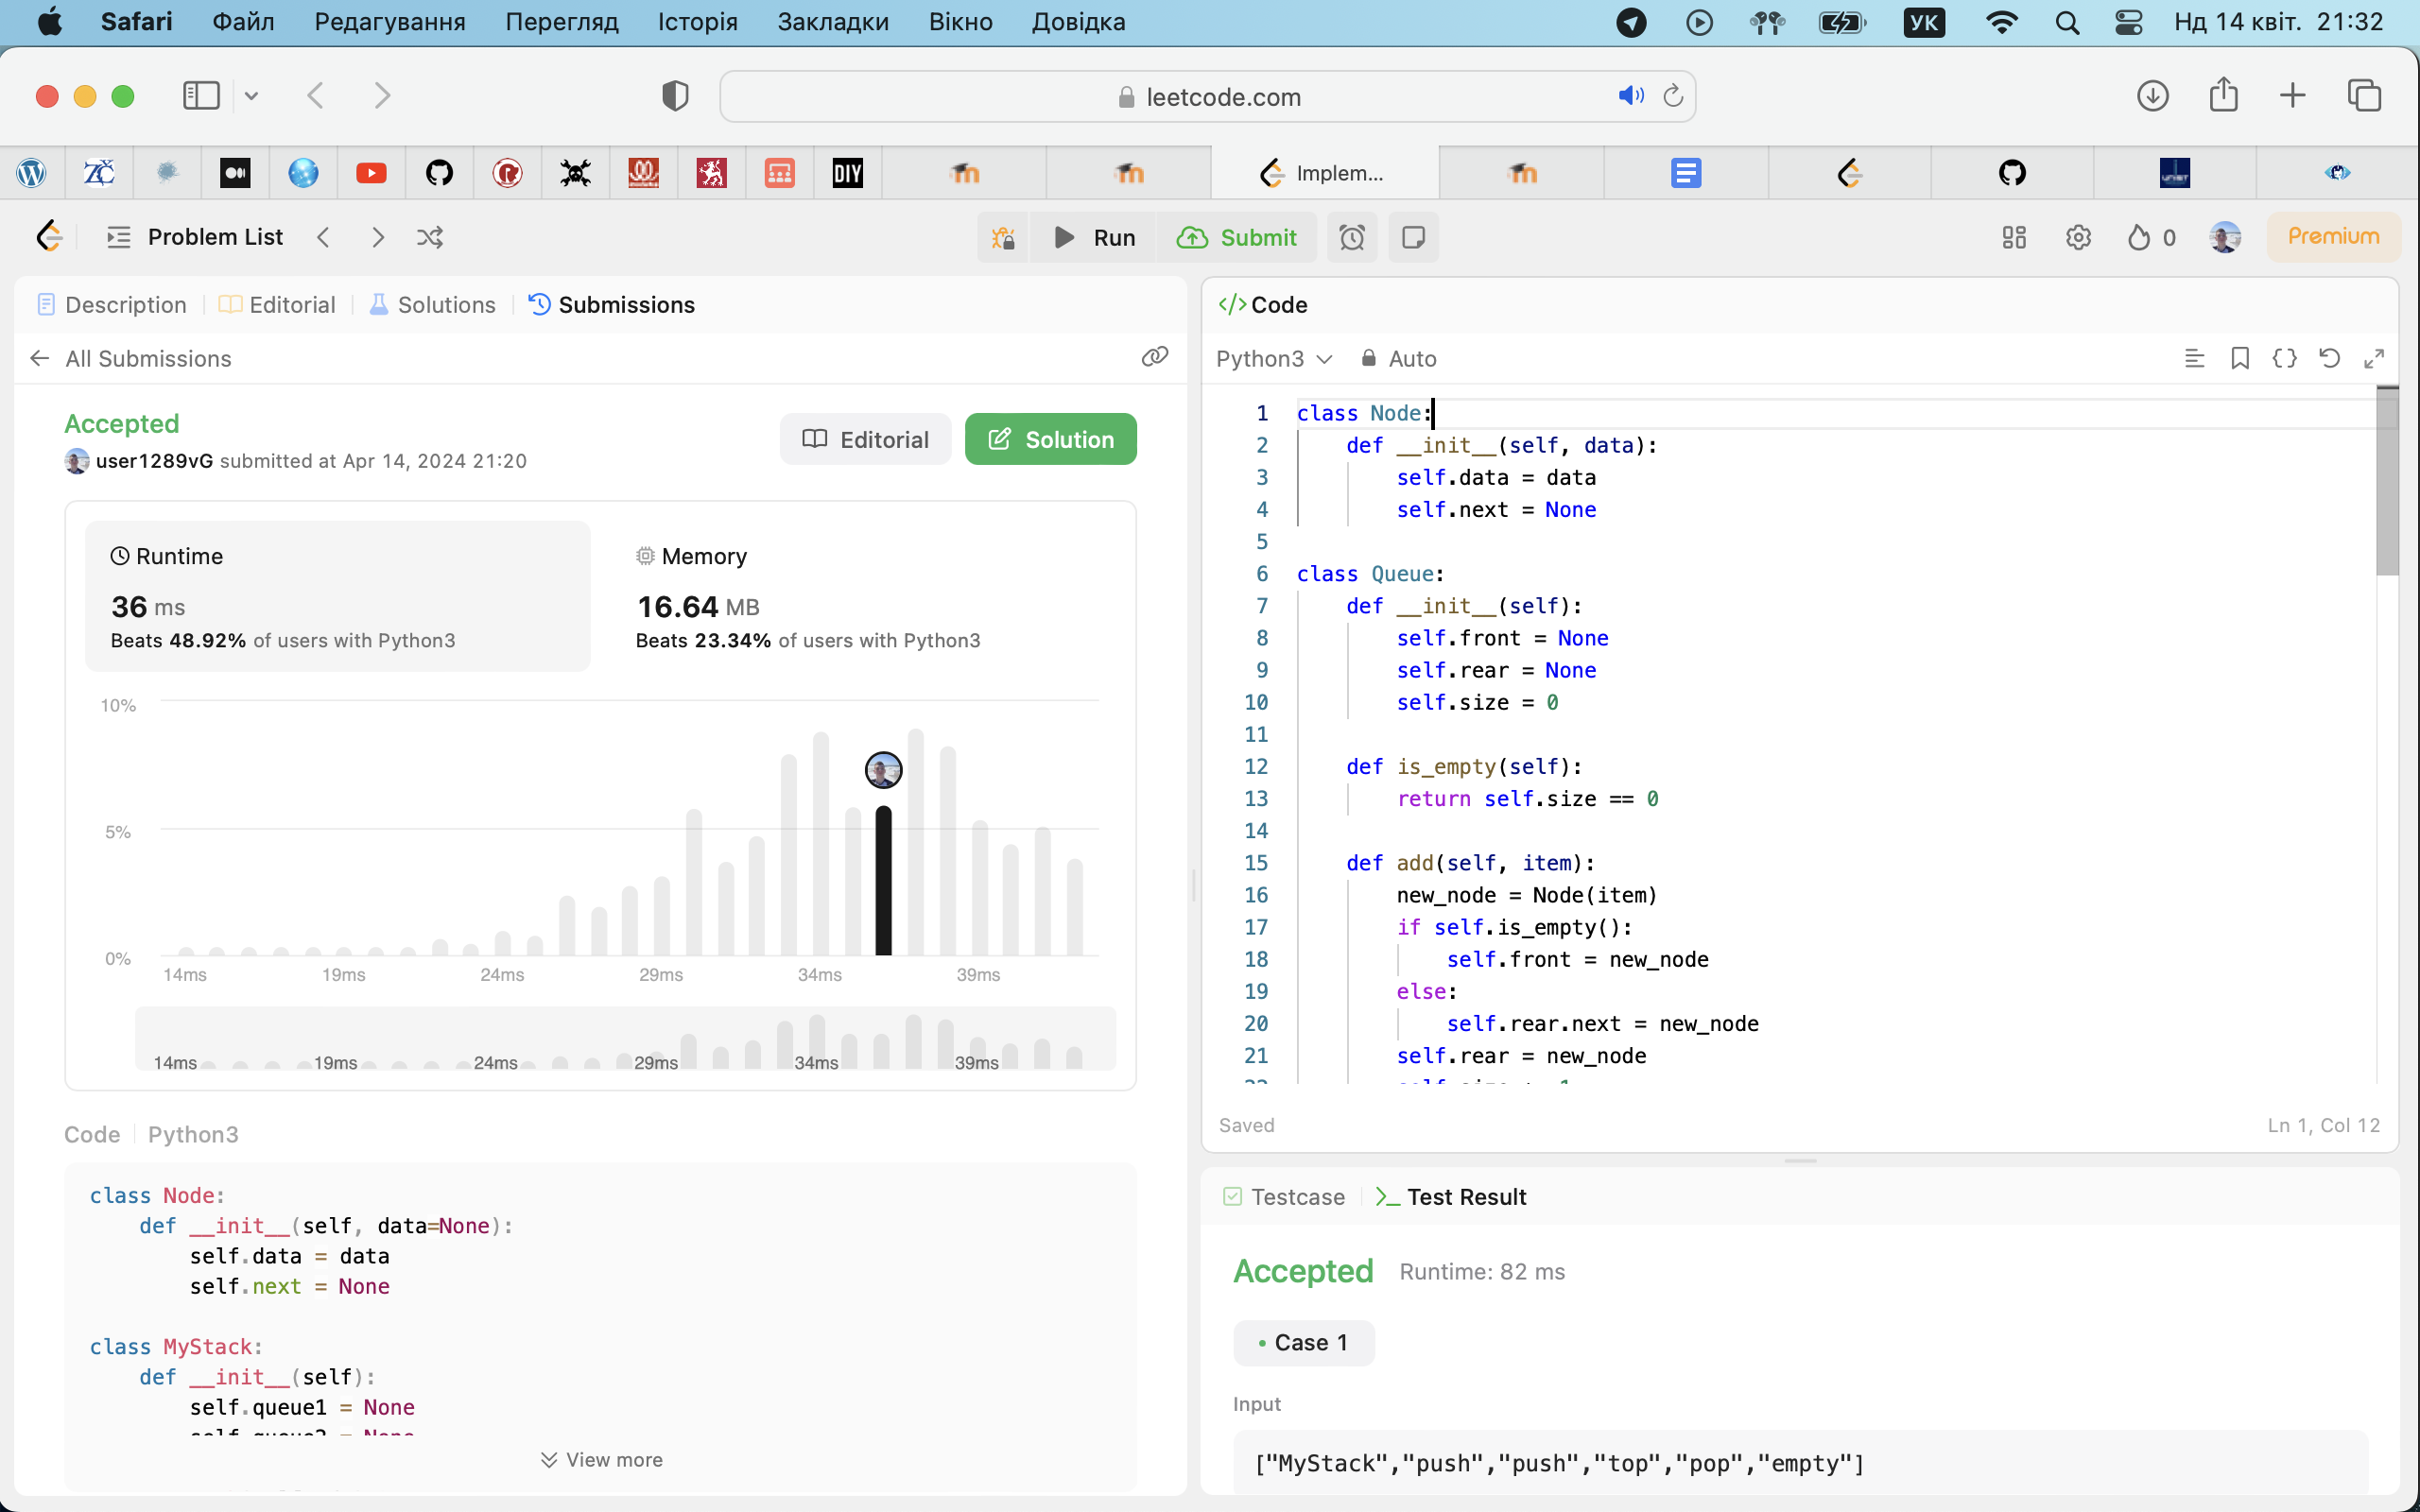 Safari Файл Редагування Перегляд Історія Закладки Вікно Довідка УК Нд 14 квіт. 21:32
leetcode.com
DIY Implem...
Problem List Run Submit 0 Premium
Description Editorial Solutions Submissions
All Submissions
Accepted
user1289vG submitted at Apr 14, 2024 21:20
Editorial Solution
Runtime
36 ms
Beats 48.92% of users with Python3
Memory
16.64 MB
Beats 23.34% of users with Python3
10%
5%
0%
14ms 19ms 24ms 29ms 34ms 39ms
14ms 19ms 24ms 29ms 34ms 39ms
Code Python3
class Node:
    def __init__(self, data=None):
        self.data = data
        self.next = None
class MyStack:
    def __init__(self):
        self.queue1 = None
        self.queue2 = None
View more
</> Code
Python3 Auto
1 class Node:
2     def __init__(self, data):
3         self.data = data
4         self.next = None
5
6 class Queue:
7     def __init__(self):
8         self.front = None
9         self.rear = None
10         self.size = 0
11
12     def is_empty(self):
13         return self.size == 0
14
15     def add(self, item):
16         new_node = Node(item)
17         if self.is_empty():
18             self.front = new_node
19         else:
20             self.rear.next = new_node
21         self.rear = new_node
Saved Ln 1, Col 12
Testcase >_ Test Result
Accepted Runtime: 82 ms
• Case 1
Input
["MyStack","push","push","top","pop","empty"]